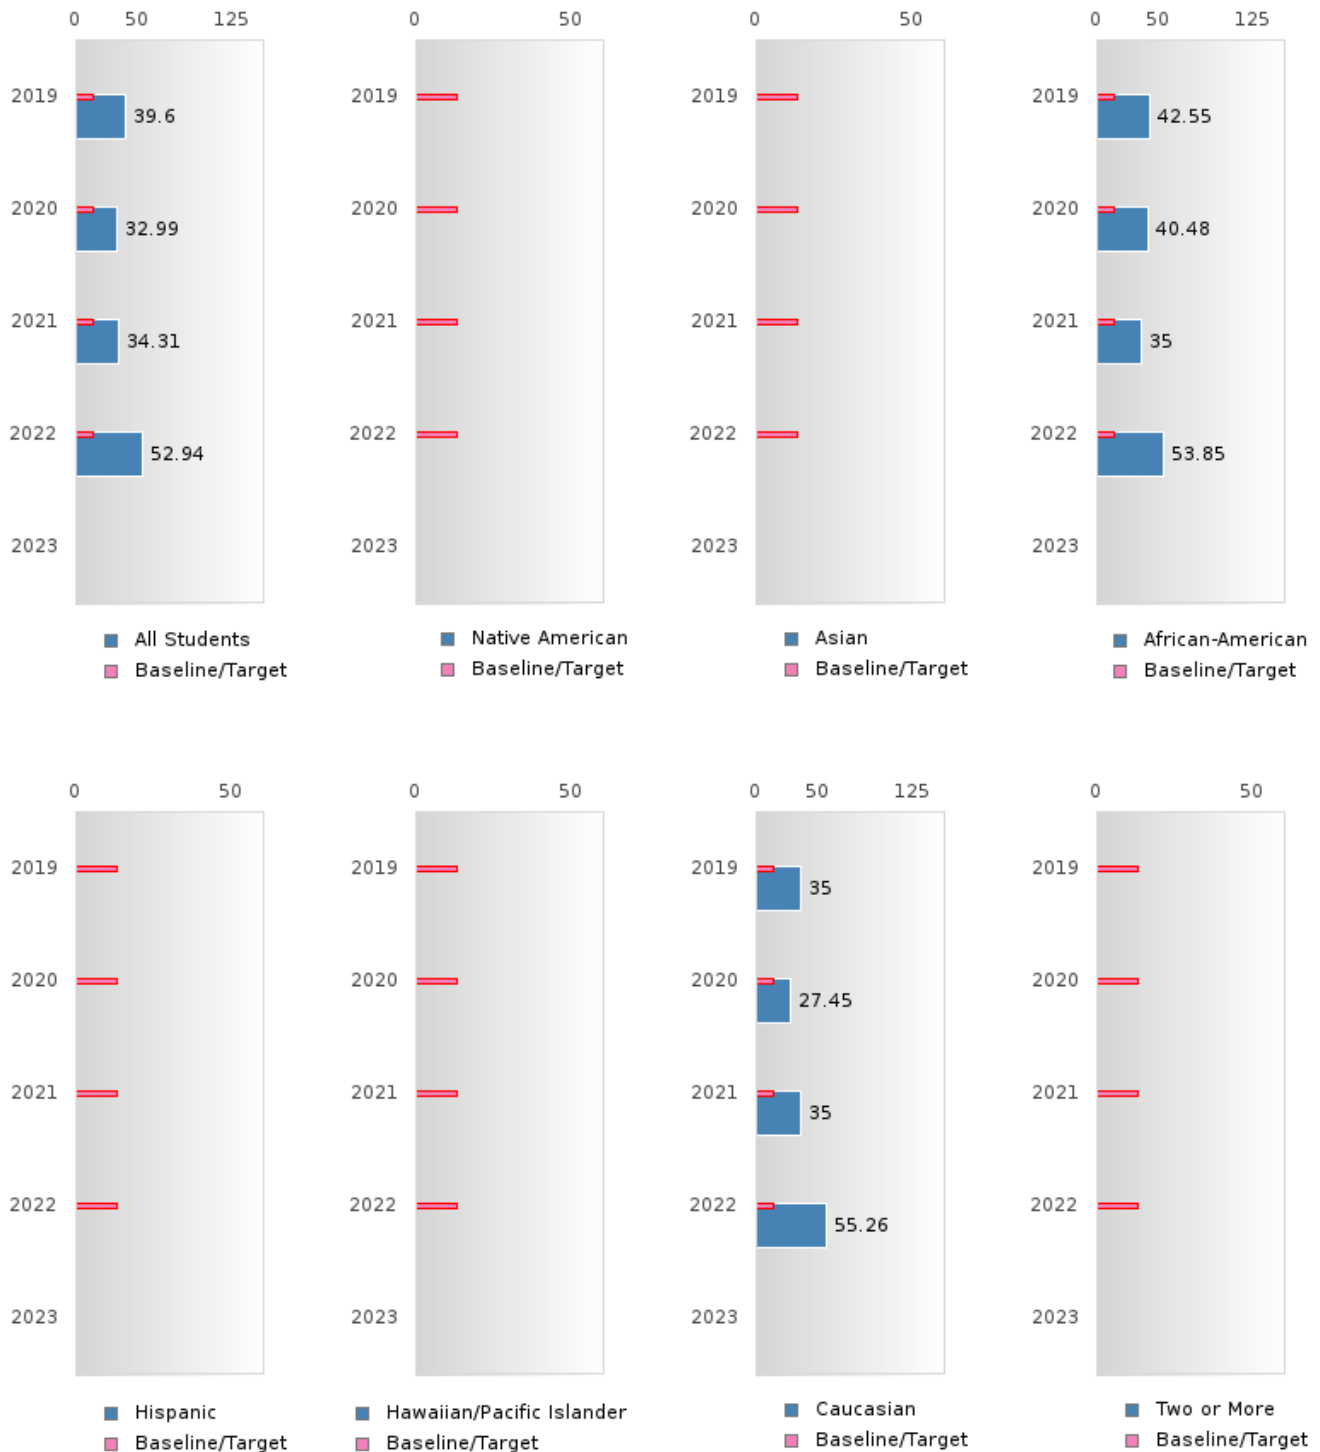 0 50 125
0 50
0 50
0 50 125
2019 39.6
2019
2019
2019 42.55
2020 32.99
2020
2020
2020 40.48
2021 34.31
2021
2021
2021 35
2022 52.94
2022
2022
2022 53.85
2023
2023
2023
2023
All Students
Baseline/Target
Native American
Baseline/Target
Asian
Baseline/Target
African-American
Baseline/Target
0 50
0 50
0 50 125
0 50
2019
2019
2019 35
2019
2020
2020
2020 27.45
2020
2021
2021
2021 35
2021
2022
2022
2022 55.26
2022
2023
2023
2023
2023
Hispanic
Baseline/Target
Hawaiian/Pacific Islander
Baseline/Target
Caucasian
Baseline/Target
Two or More
Baseline/Target